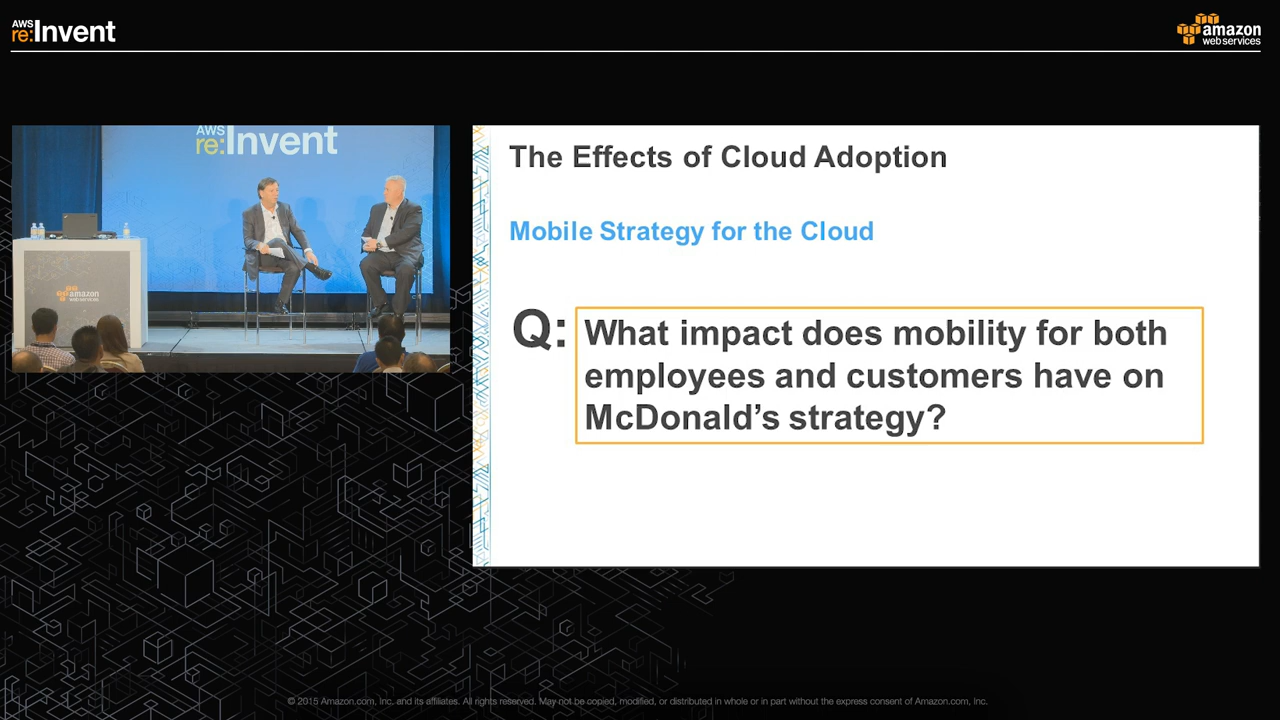 AWS
re:Invent
amazon
web services
AWS
re:Invent
amazon
web services
The Effects of Cloud Adoption
Mobile Strategy for the Cloud
Q: What impact does mobility for both
employees and customers have on
McDonald’s strategy?
© 2015 Amazon.com, Inc. and its affiliates. All rights reserved. May not be copied, modified, or distributed in whole or in part without the express consent of Amazon.com, Inc.